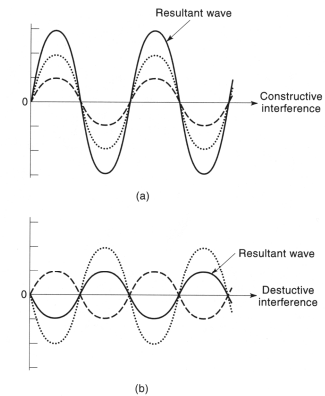 Resultant wave
0
Constructive
interference
(a)
Resultant wave
0
Destuctive
interference
(b)